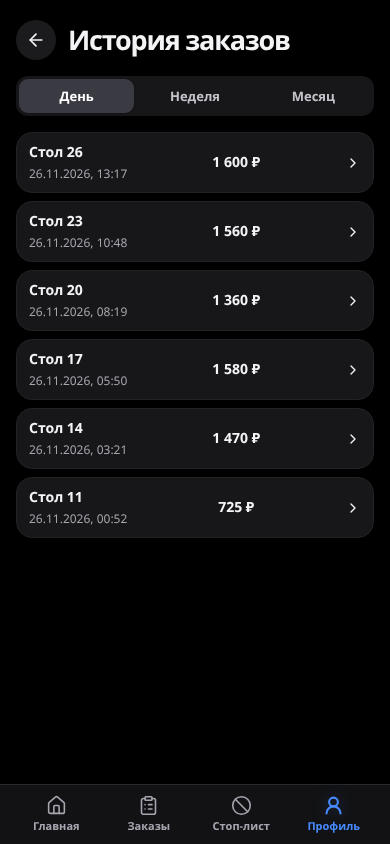 История заказов
День Неделя Месяц
Стол 26
1 600 ₽
26.11.2026, 13:17
Стол 23
1 560 ₽
26.11.2026, 10:48
Стол 20
1 360 ₽
26.11.2026, 08:19
Стол 17
1 580 ₽
26.11.2026, 05:50
Стол 14
1 470 ₽
26.11.2026, 03:21
Стол 11
725 ₽
26.11.2026, 00:52
Главная Заказы Стоп-лист Профиль